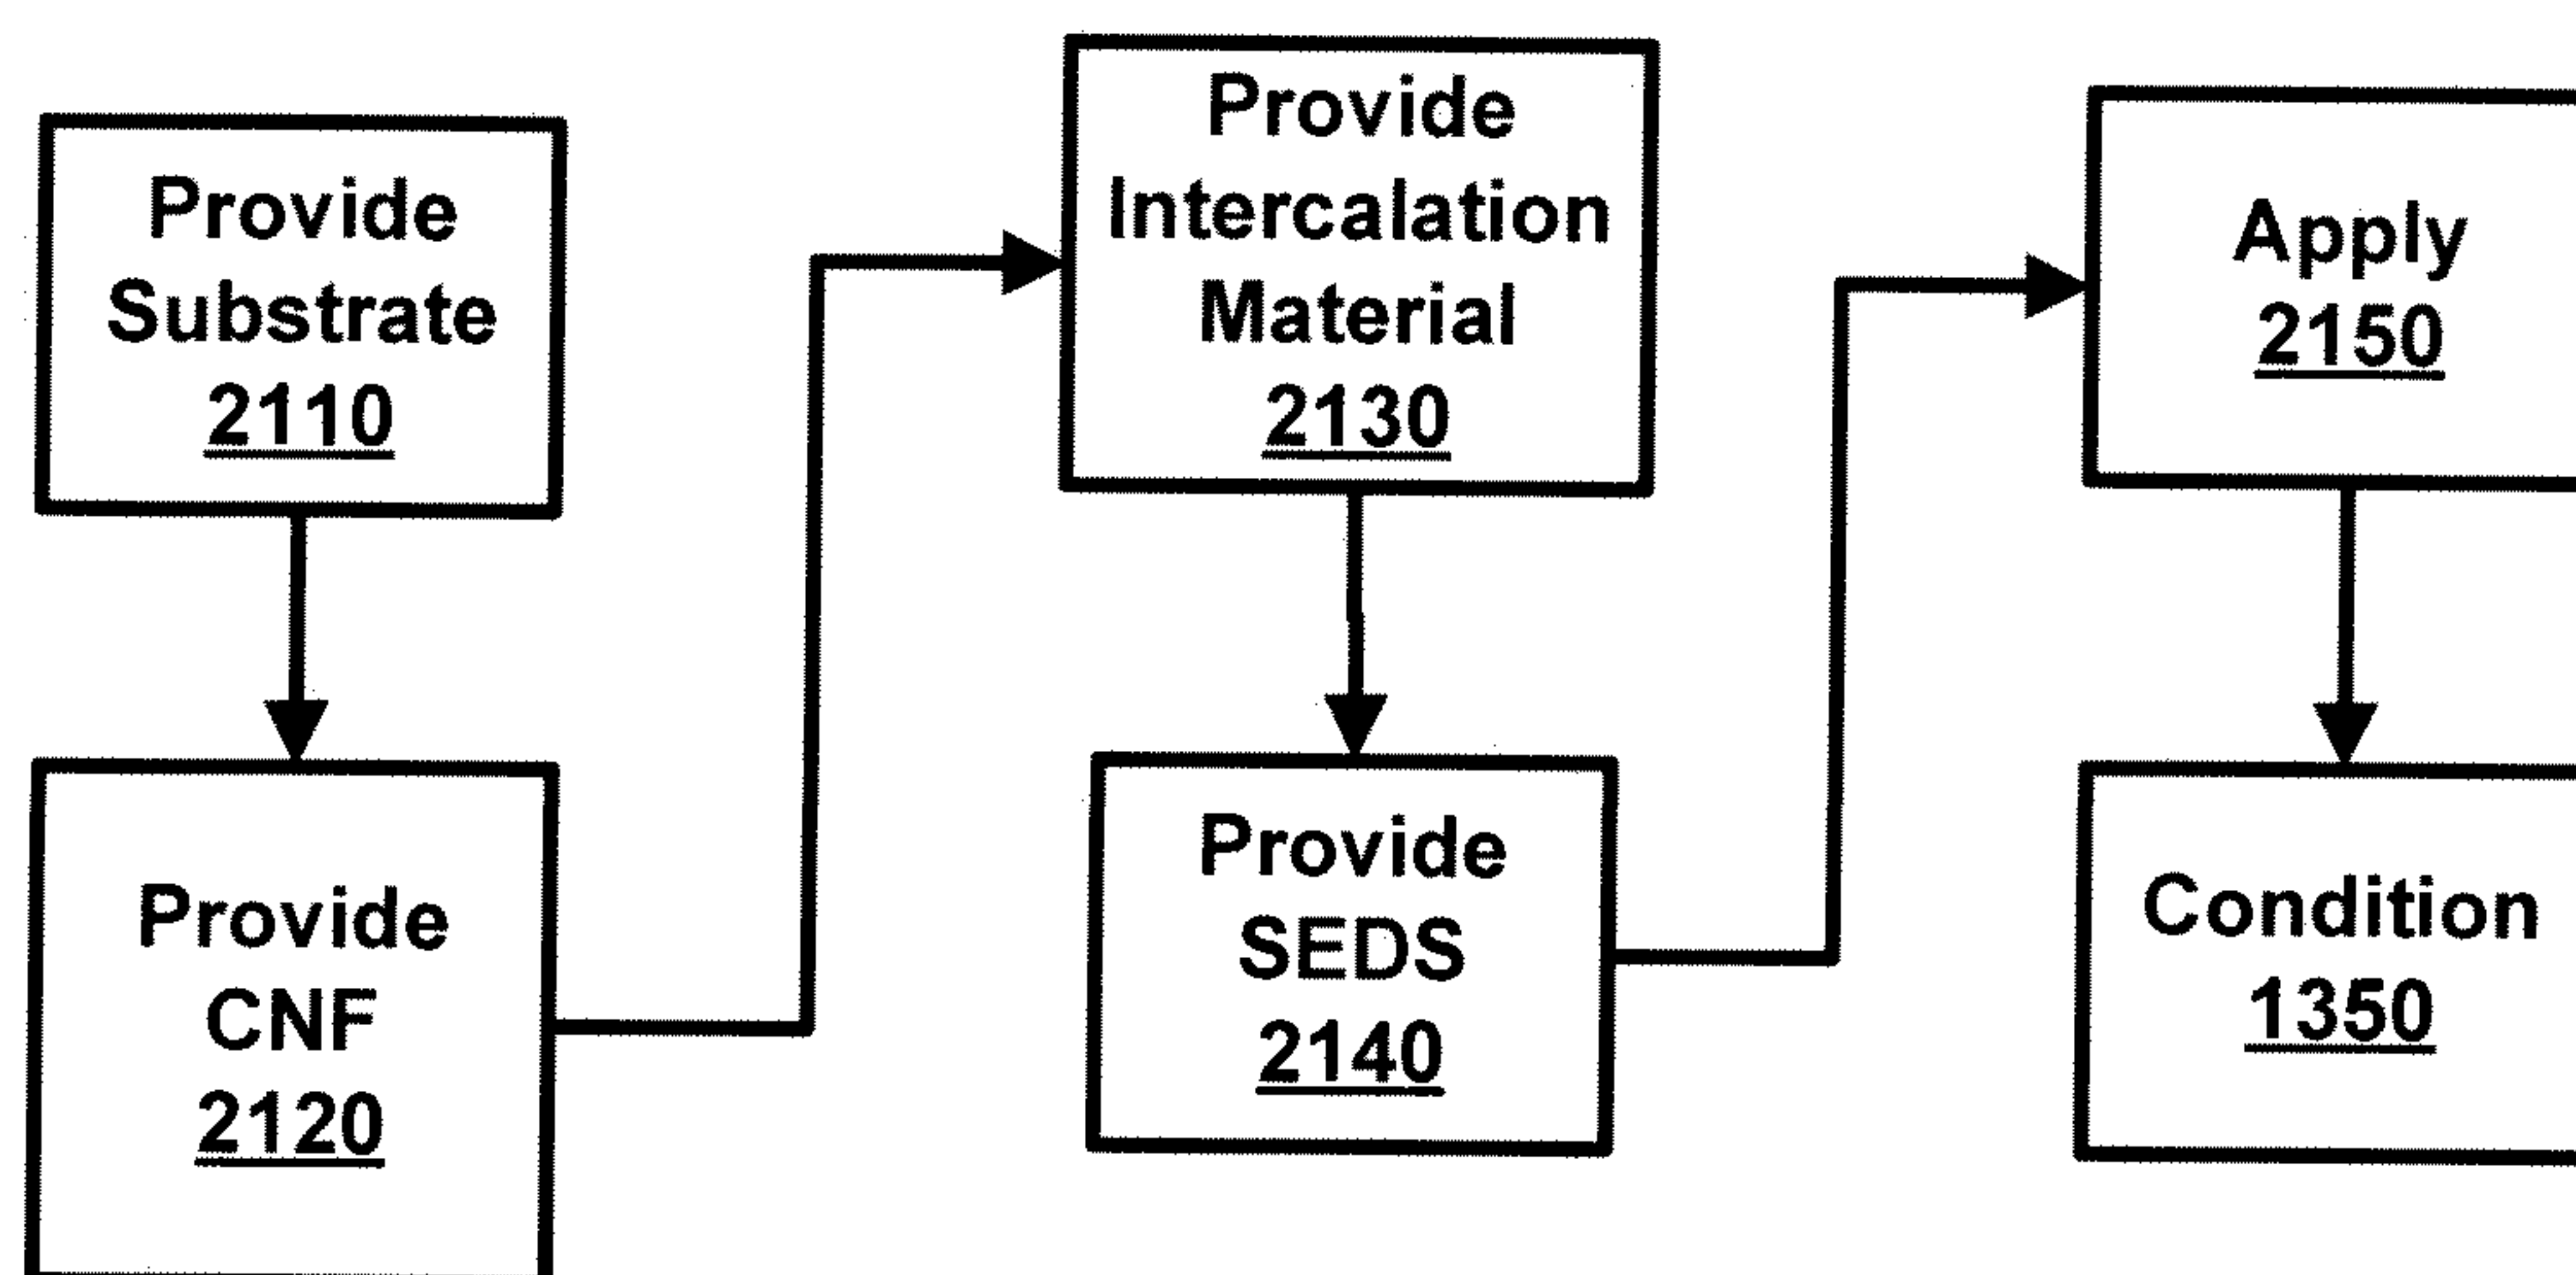 Provide
Substrate
2110
Provide
CNF
2120
Provide
Intercalation
Material
2130
Provide
SEDS
2140
Apply
2150
Condition
1350